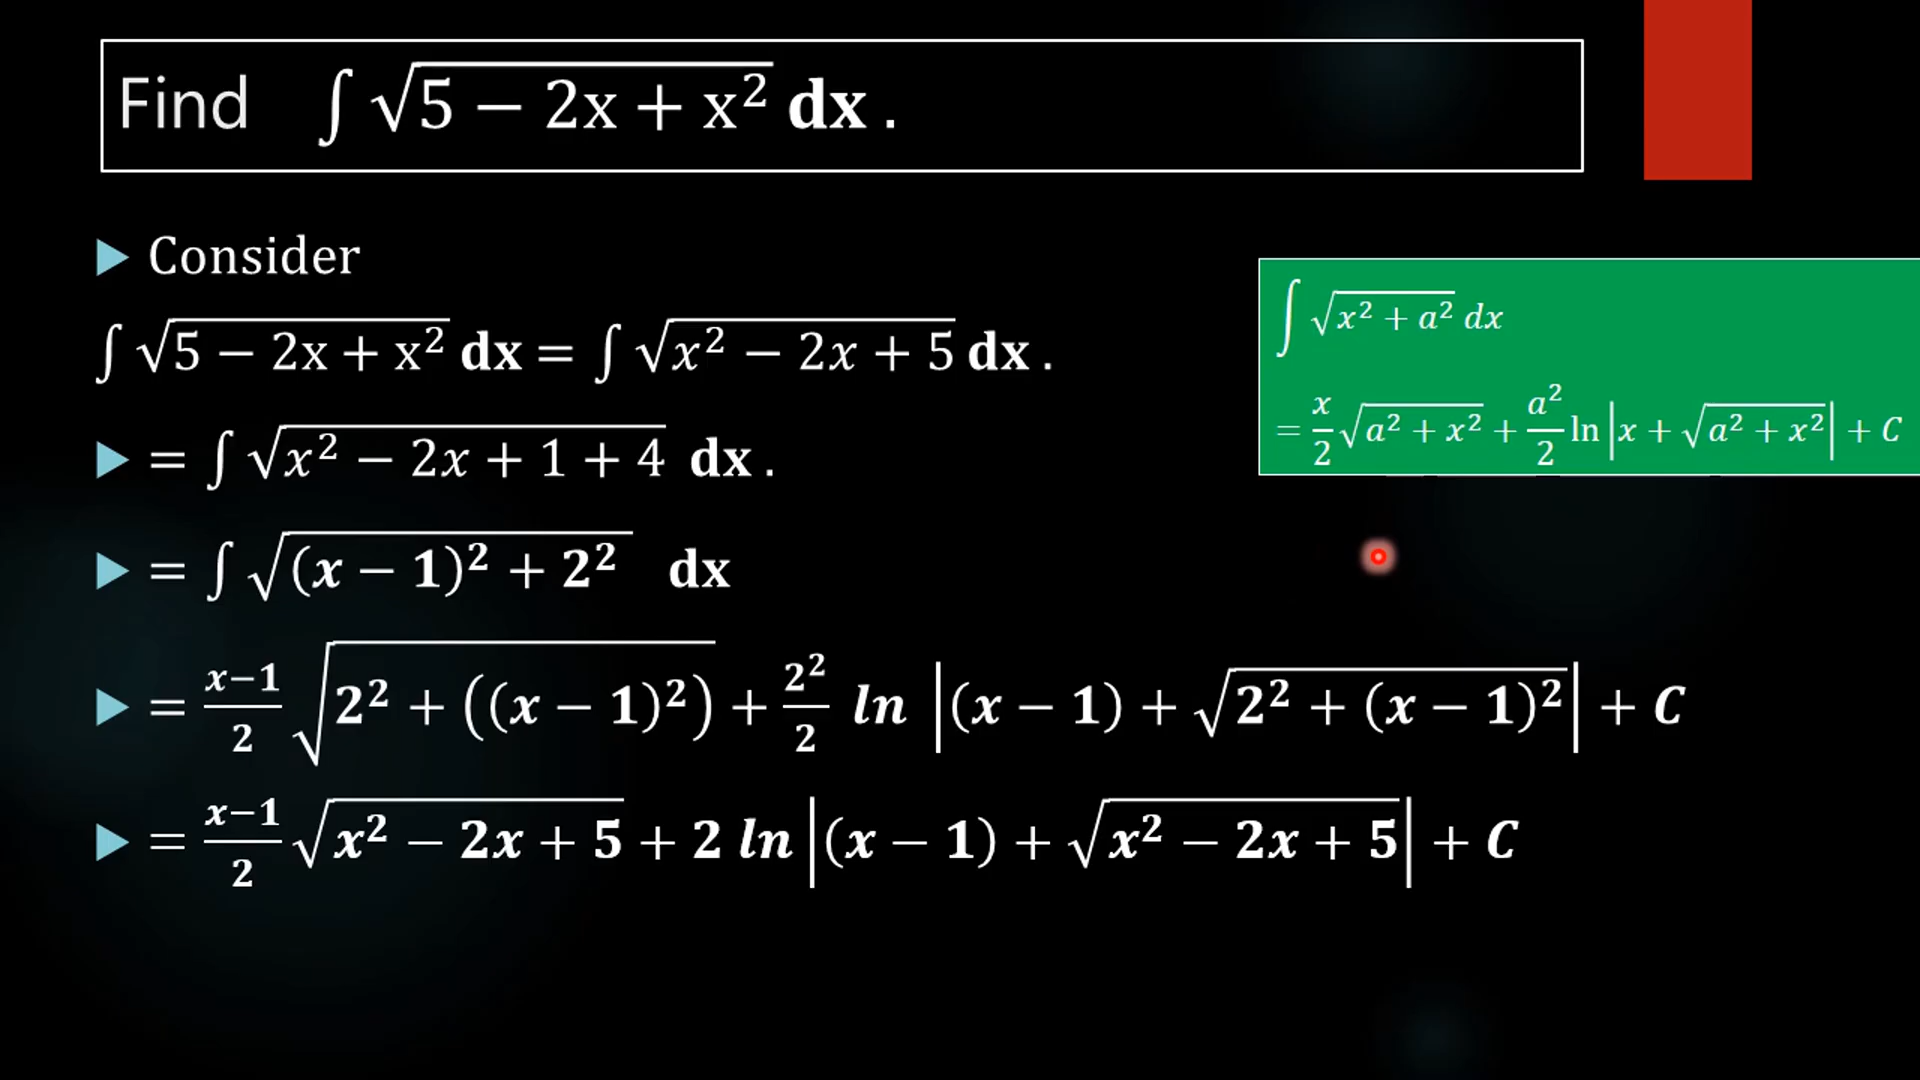 Find ∫ √(5 − 2x + x²) dx .
▶ Consider
∫ √(5 − 2x + x²) dx = ∫ √(x² − 2x + 5) dx .
▶ = ∫ √(x² − 2x + 1 + 4) dx .
▶ = ∫ √((x − 1)² + 2²) dx
▶ = (x−1)/2 √(2² + ((x − 1)²)) + 2²/2 ln |(x − 1) + √(2² + (x − 1)²)| + C
▶ = (x−1)/2 √(x² − 2x + 5) + 2 ln |(x − 1) + √(x² − 2x + 5)| + C
∫ √(x² + a²) dx
= x/2 √(a² + x²) + a²/2 ln |x + √(a² + x²)| + C